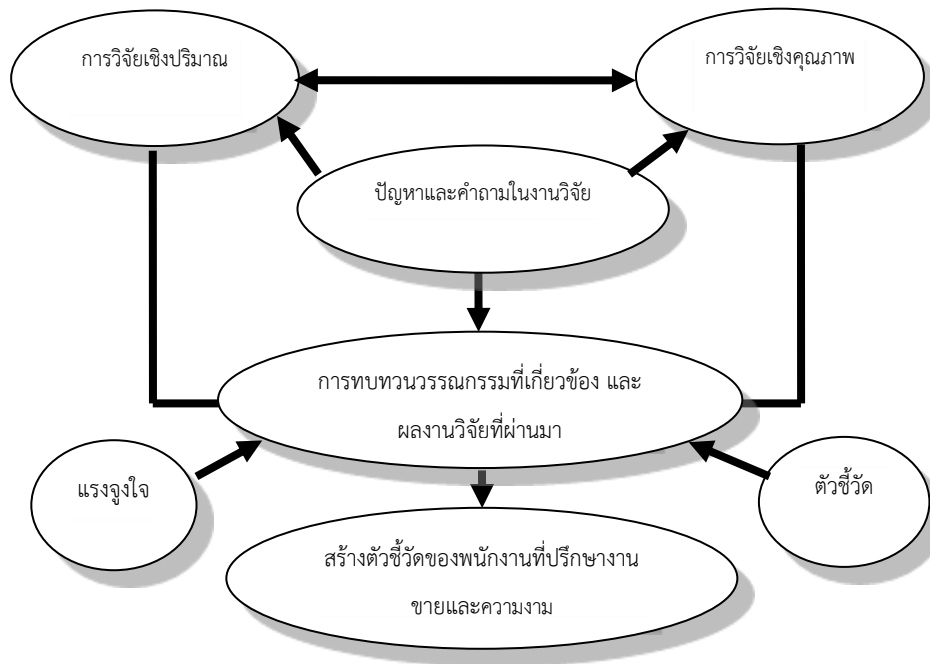 การวิจัยเชิงปริมาณ
การวิจัยเชิงคุณภาพ
ปัญหาและคำถามในงานวิจัย
การทบทวนวรรณกรรมที่เกี่ยวข้อง และ
ผลงานวิจัยที่ผ่านมา
แรงจูงใจ
ตัวชี้วัด
สร้างตัวชี้วัดของพนักงานที่ปรึกษางาน
ขายและความงาม